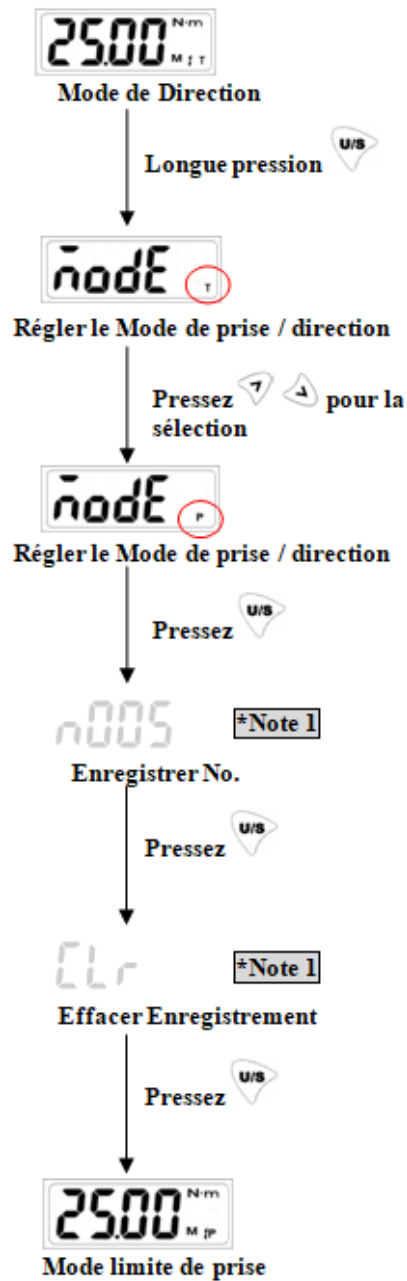 25.00 N·m
M T
Mode de Direction
Longue pression U/S
modE T
Régler le Mode de prise / direction
Pressez pour la
sélection
modE P
Régler le Mode de prise / direction
Pressez U/S
n005 *Note 1
Enregistrer No.
Pressez U/S
CLr *Note 1
Effacer Enregistrement
Pressez U/S
25.00 N·m
M P
Mode limite de prise